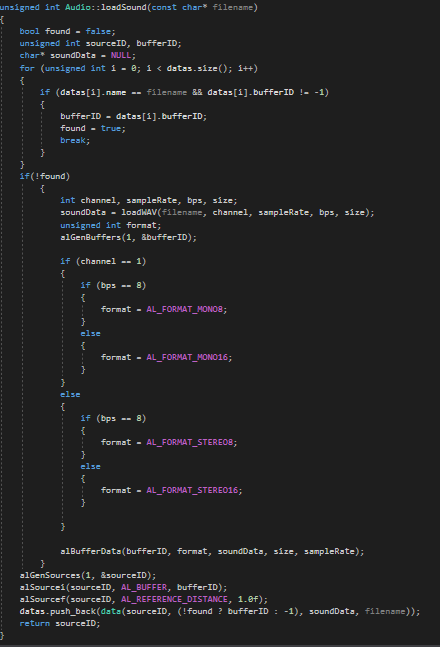 unsigned int Audio::loadSound(const char* filename)
{
bool found = false;
unsigned int sourceID, bufferID;
char* soundData = NULL;
for (unsigned int i = 0; i < datas.size(); i++)
{
if (datas[i].name == filename && datas[i].bufferID != -1)
{
bufferID = datas[i].bufferID;
found = true;
break;
}
}
if(!found)
{
int channel, sampleRate, bps, size;
soundData = loadWAV(filename, channel, sampleRate, bps, size);
unsigned int format;
alGenBuffers(1, &bufferID);
if (channel == 1)
{
if (bps == 8)
{
format = AL_FORMAT_MONO8;
}
else
{
format = AL_FORMAT_MONO16;
}
}
else
{
if (bps == 8)
{
format = AL_FORMAT_STEREO8;
}
else
{
format = AL_FORMAT_STEREO16;
}
}
alBufferData(bufferID, format, soundData, size, sampleRate);
}
alGenSources(1, &sourceID);
alSourcei(sourceID, AL_BUFFER, bufferID);
alSourcef(sourceID, AL_REFERENCE_DISTANCE, 1.0f);
datas.push_back(data(sourceID, (!found ? bufferID : -1), soundData, filename));
return sourceID;
}